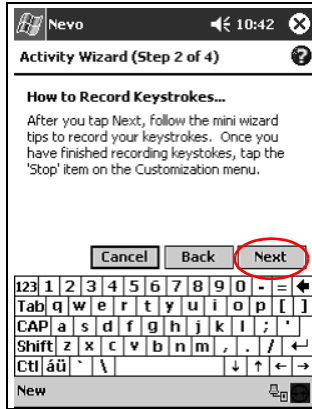 Nevo 10:42
Activity Wizard (Step 2 of 4) ?
How to Record Keystrokes...
After you tap Next, follow the mini wizard
tips to record your keystrokes. Once you
have finished recording keystokes, tap the
'Stop' item on the Customization menu.
Cancel Back Next
123 1 2 3 4 5 6 7 8 9 0 - =
Tab q w e r t y u i o p [ ]
CAP a s d f g h j k l ; '
Shift z x c v b n m , . /
Ctl áü ` \
New